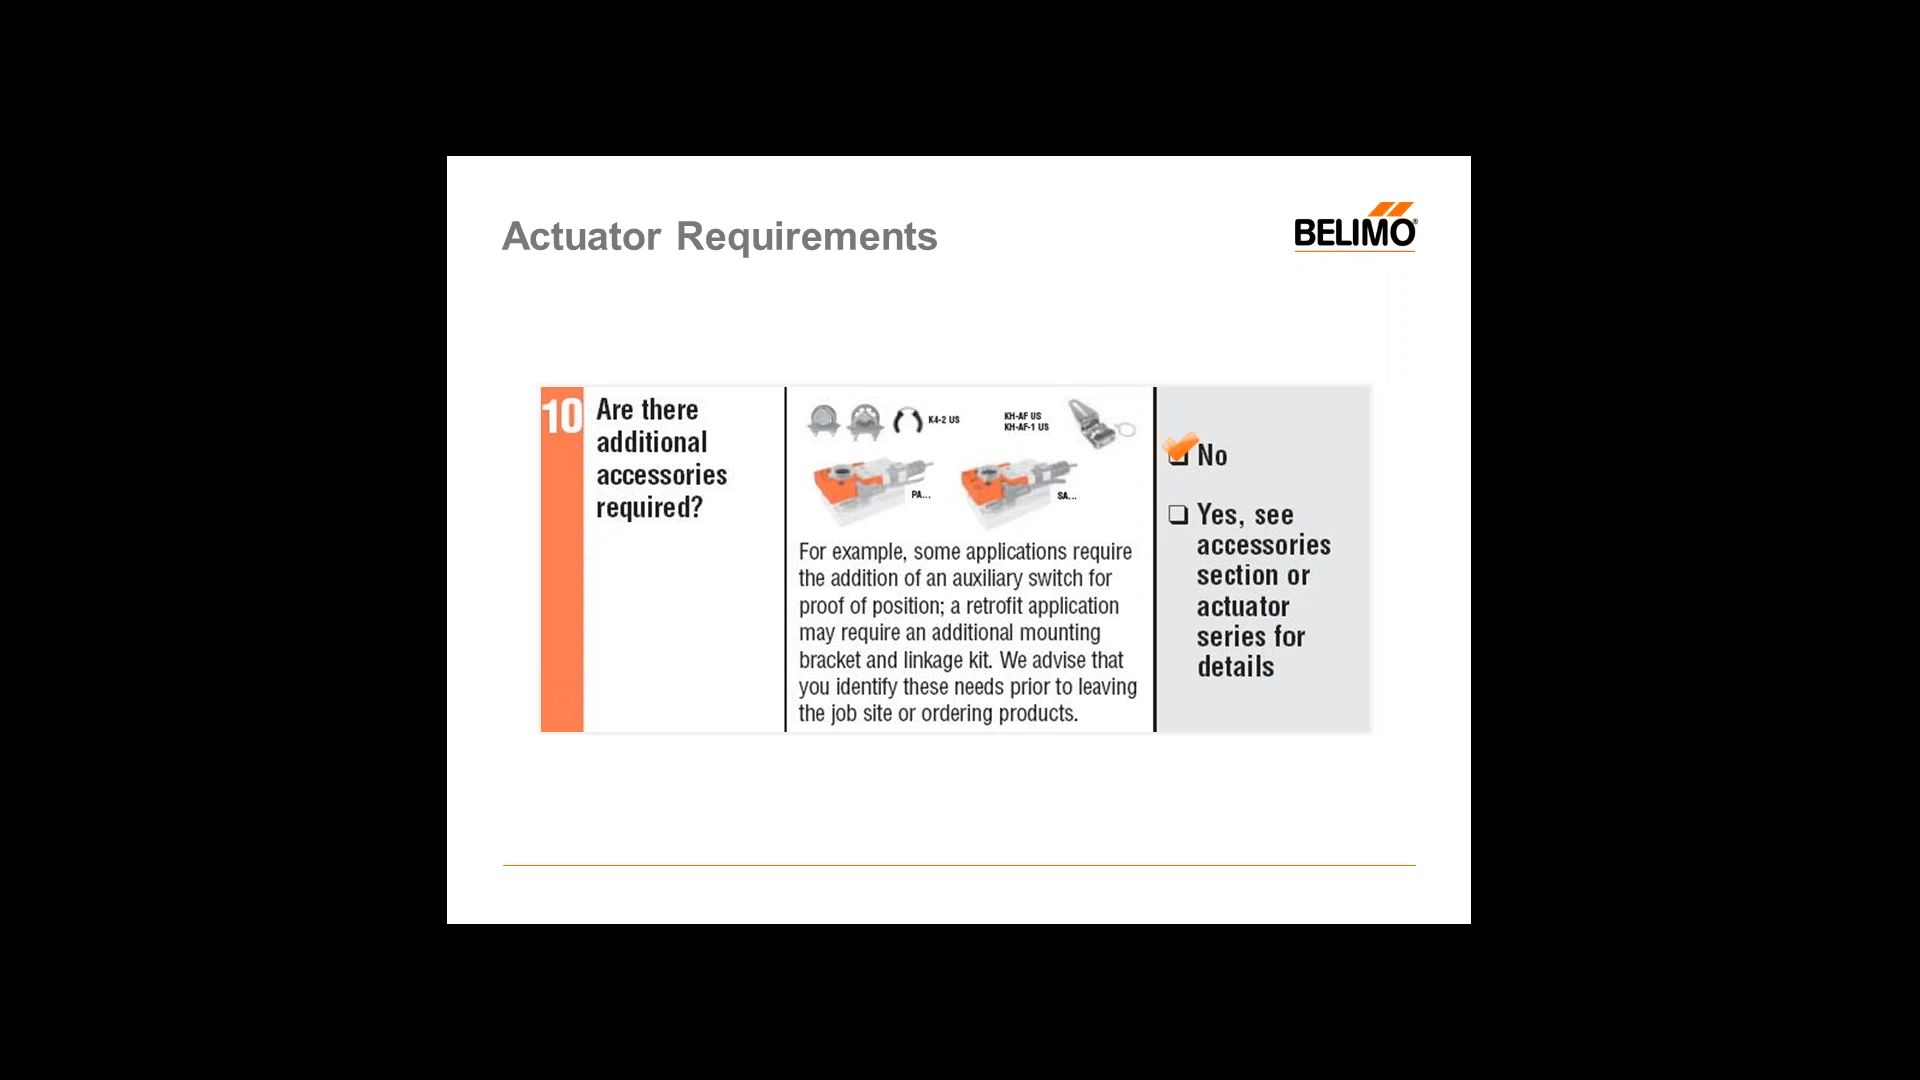 Actuator Requirements
BELIMO®
10
Are there
additional
accessories
required?
K4-2 US
KH-AF US
KH-AF-1 US
PA...
SA...
For example, some applications require
the addition of an auxiliary switch for
proof of position; a retrofit application
may require an additional mounting
bracket and linkage kit. We advise that
you identify these needs prior to leaving
the job site or ordering products.
No
Yes, see
accessories
section or
actuator
series for
details